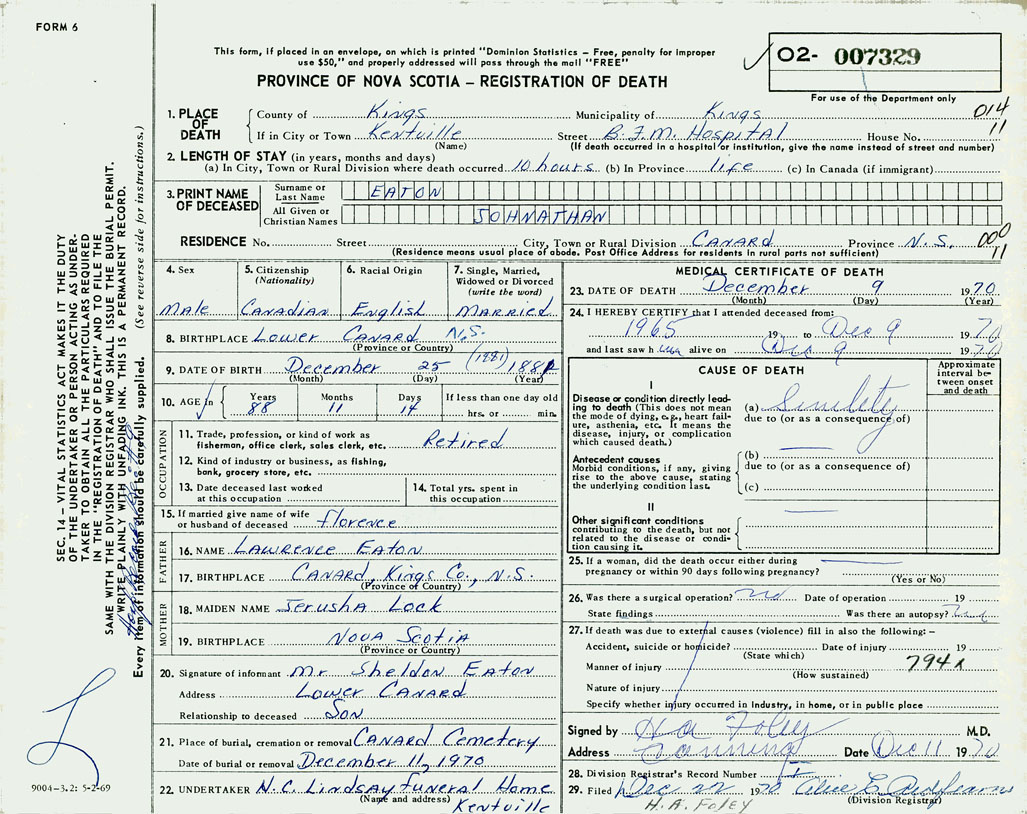 FORM 6
This form, if placed in an envelope, on which is printed "Dominion Statistics – Free, penalty for improper
use $50," and properly addressed will pass through the mail "FREE"
PROVINCE OF NOVA SCOTIA – REGISTRATION OF DEATH
02- 007329
For use of the Department only
014
11
1. PLACE OF DEATH
County of Kings Municipality of Kings
If in City or Town Kentville Street B.F.M. Hospital House No.
(Name) (If death occurred in a hospital or institution, give the name instead of street and number)
2. LENGTH OF STAY (in years, months and days)
(a) In City, Town or Rural Division where death occurred 10 hours (b) In Province life (c) In Canada (if immigrant)
3. PRINT NAME OF DECEASED
Surname or Last Name EATON
All Given or Christian Names JOHNATHAN
RESIDENCE No. Street City, Town or Rural Division CANARD Province N.S. 000
11
(Residence means usual place of abode. Post Office Address for residents in rural parts not sufficient)
4. Sex
Male
5. Citizenship
(Nationality)
Canadian
6. Racial Origin
English
7. Single, Married,
Widowed or Divorced
(write the word)
Married
8. BIRTHPLACE Lower Canard N.S.
(Province or Country)
9. DATE OF BIRTH December 25 (1881) 188
(Month) (Day) (Year)
10. AGE in Years Months Days If less than one day old
88 11 14 hrs. or min.
OCCUPATION
11. Trade, profession, or kind of work as
fisherman, office clerk, sales clerk, etc. Retired
12. Kind of industry or business, as fishing,
bank, grocery store, etc.
13. Date deceased last worked
at this occupation
14. Total yrs. spent in
this occupation
15. If married give name of wife
or husband of deceased Florence
FATHER
16. NAME Lawrence Eaton
17. BIRTHPLACE Canard, Kings Co., N.S.
(Province or Country)
MOTHER
18. MAIDEN NAME Jerusha Lock
19. BIRTHPLACE Nova Scotia
(Province or Country)
20. Signature of informant Mr Sheldon Eaton
Address Lower Canard
Relationship to deceased Son
21. Place of burial, cremation or removal Canard Cemetery
Date of burial or removal December 11, 1970
22. UNDERTAKER N.C. Lindsay Funeral Home
(Name and address) Kentville
MEDICAL CERTIFICATE OF DEATH
23. DATE OF DEATH December 9 1970
(Month) (Day) (Year)
24. I HEREBY CERTIFY that I attended deceased from:
1965 19 to Dec 9 1970
and last saw h im alive on Dec 9 1970
CAUSE OF DEATH
Approximate
interval be-
tween onset
and death
I
Disease or condition directly lead-
ing to death (This does not mean
the mode of dying, e.g., heart fail-
ure, asthenia, etc. It means the
disease, injury, or complication
which caused death.)
(a) Senility
due to (or as a consequence of)
Antecedent causes
Morbid conditions, if any, giving
rise to the above cause, stating
the underlying condition last.
(b)
due to (or as a consequence of)
(c)
II
Other significant conditions
contributing to the death, but not
related to the disease or condi-
tion causing it.
25. If a woman, did the death occur either during
pregnancy or within 90 days following pregnancy?
(Yes or No)
26. Was there a surgical operation? no Date of operation 19
State findings Was there an autopsy? no
27. If death was due to external causes (violence) fill in also the following: –
Accident, suicide or homicide? Date of injury 19
(State which) 794x
Manner of injury
(How sustained)
Nature of injury
Specify whether injury occurred in industry, in home, or in public place
Signed by H A Foley M.D.
Address Canning Date Dec 11 1970
28. Division Registrar's Record Number
29. Filed Dec 22 1970
(Division Registrar)
H.A. Foley
SEC. 14 – VITAL STATISTICS ACT MAKES IT THE DUTY
OF THE UNDERTAKER OR PERSON ACTING AS UNDER-
TAKER TO OBTAIN ALL THE PARTICULARS REQUIRED
IN THE "REGISTRATION OF DEATH" AND TO FILE THE
SAME WITH THE DIVISION REGISTRAR WHO SHALL ISSUE THE BURIAL PERMIT.
WRITE PLAINLY WITH UNFADING INK. THIS IS A PERMANENT RECORD.
Every item of information should be carefully supplied. (See reverse side for instructions.)
9004-3.2: 5-2-69